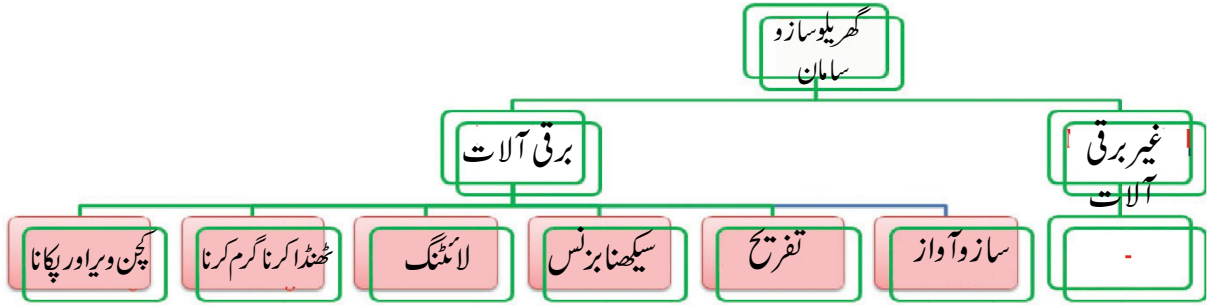 گھریلو ساز و
سامان
غیر برقی
آلات
برقی آلات
-
ساز و آواز
تفریح
سیکھنا بزنس
لائٹنگ
ٹھنڈا کرنا گرم کرنا
کچن ویر اور پکانا